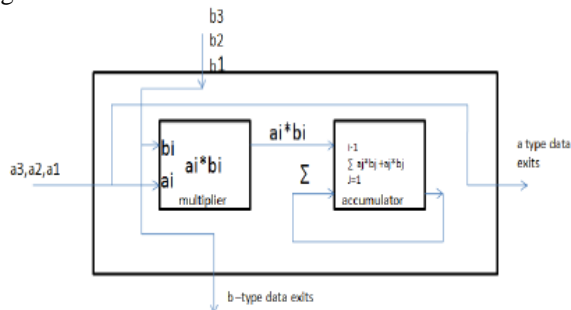 b3
b2
b1
ai*bi
bi
ai*bi
ai
multiplier
Σ
i-1
Σ aj*bj +aj*bj
J=1
accumulator
a3,a2,a1
a type data
exits
b-type data exits